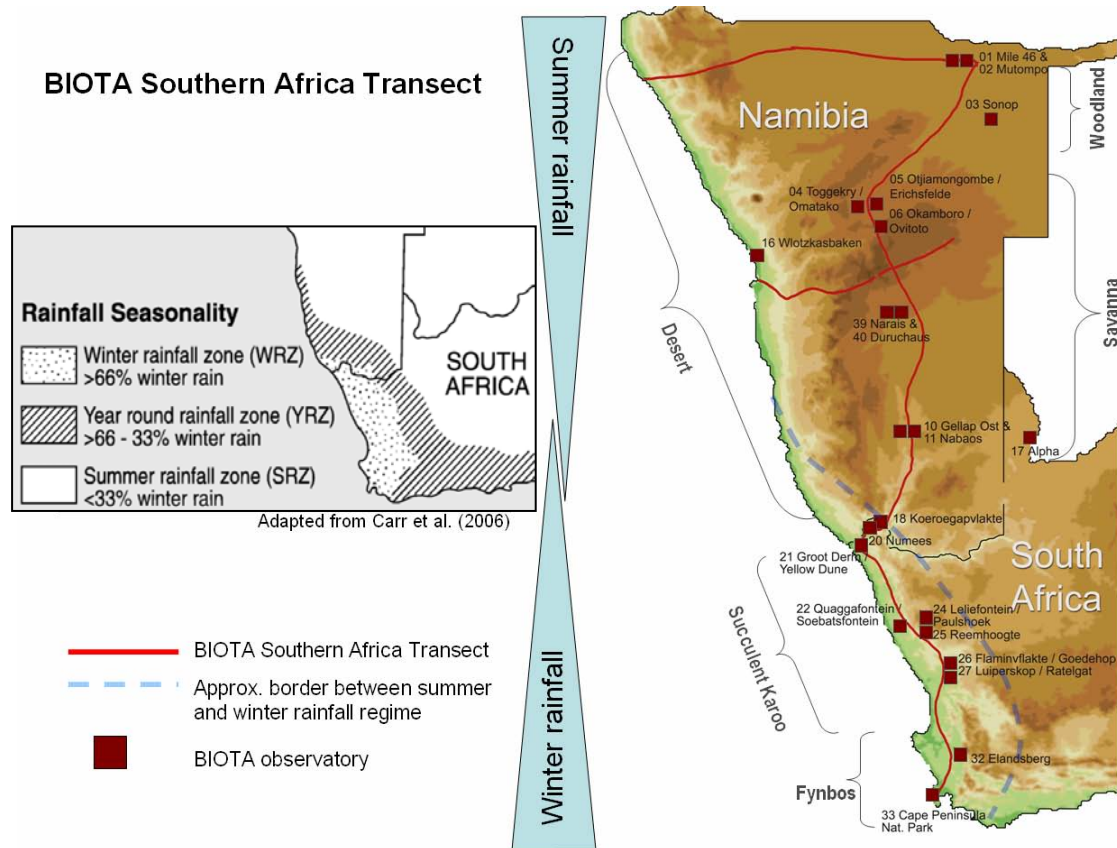 BIOTA Southern Africa Transect
Rainfall Seasonality
Winter rainfall zone (WRZ)
>66% winter rain
Year round rainfall zone (YRZ)
>66 - 33% winter rain
Summer rainfall zone (SRZ)
<33% winter rain
SOUTH
AFRICA
Adapted from Carr et al. (2006)
BIOTA Southern Africa Transect
Approx. border between summer
and winter rainfall regime
BIOTA observatory
Summer rainfall
Winter rainfall
Namibia
01 Mile 46 &
02 Mutompo
03 Sonop
Woodland
04 Toggekry /
Omatako
05 Otjiamongombe /
Erichsfelde
06 Okamboro /
Ovitoto
16 Wlotzkasbaken
39 Narais &
40 Duruchaus
Desert
Savanna
10 Gellap Ost &
11 Nabaos
17 Alpha
18 Koeroegapvlakte
20 Numees
21 Groot Derm /
Yellow Dune
South
Africa
22 Quaggafontein /
Soebatsfontein
24 Leliefontein /
Paulshoek
25 Reemhoogte
Succulent Karoo
26 Flaminvflakte / Goedehop
27 Luiperskop / Ratelgat
32 Elandsberg
Fynbos
33 Cape Peninsula
Nat. Park